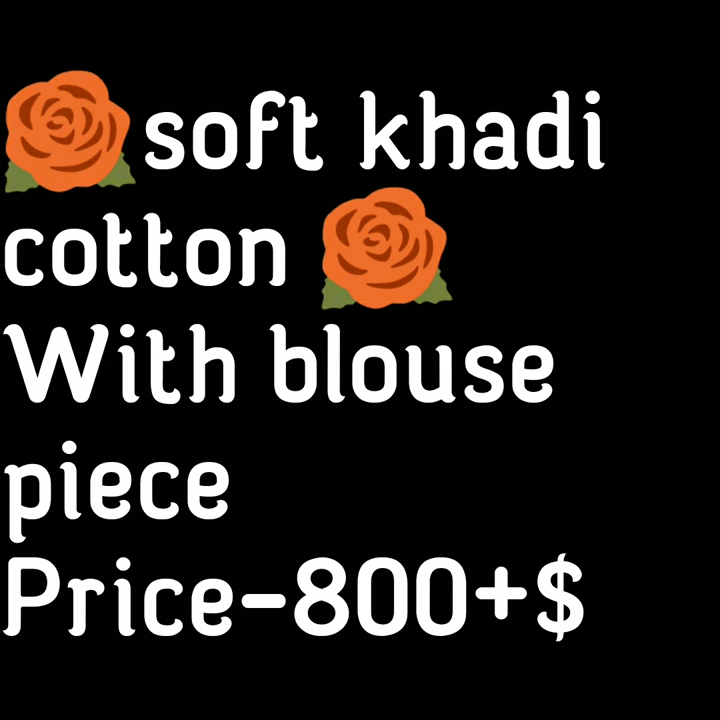 🌹soft khadi
cotton 🌹
With blouse
piece
Price-800+$